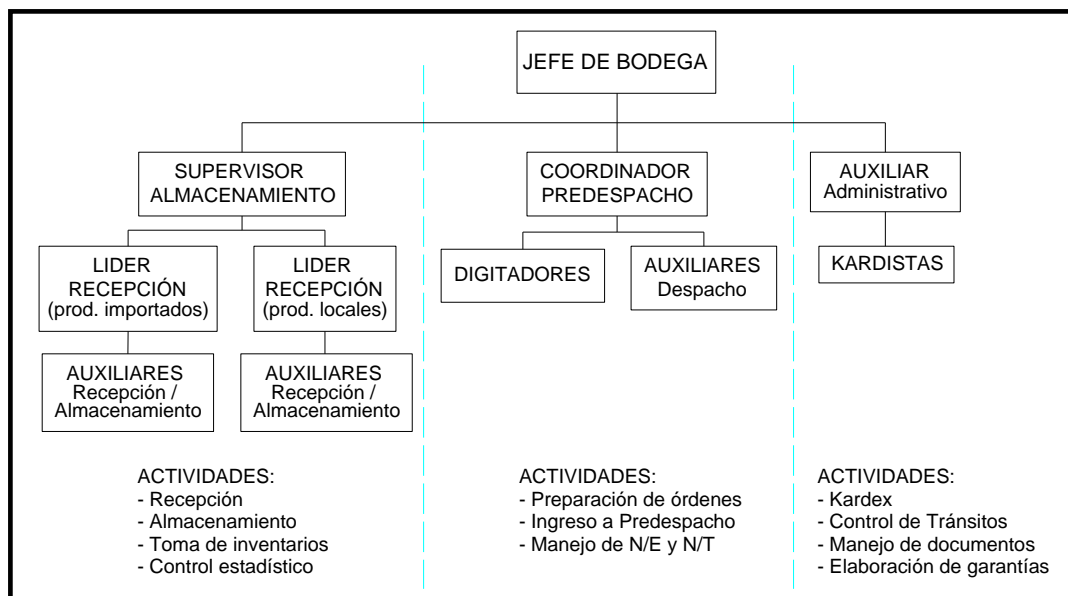 JEFE DE BODEGA
SUPERVISOR
ALMACENAMIENTO
COORDINADOR
PREDESPACHO
AUXILIAR
Administrativo
LIDER
RECEPCIÓN
(prod. importados)
LIDER
RECEPCIÓN
(prod. locales)
DIGITADORES
AUXILIARES
Despacho
KARDISTAS
AUXILIARES
Recepción /
Almacenamiento
AUXILIARES
Recepción /
Almacenamiento
ACTIVIDADES:
- Recepción
- Almacenamiento
- Toma de inventarios
- Control estadístico
ACTIVIDADES:
- Preparación de órdenes
- Ingreso a Predespacho
- Manejo de N/E y N/T
ACTIVIDADES:
- Kardex
- Control de Tránsitos
- Manejo de documentos
- Elaboración de garantías